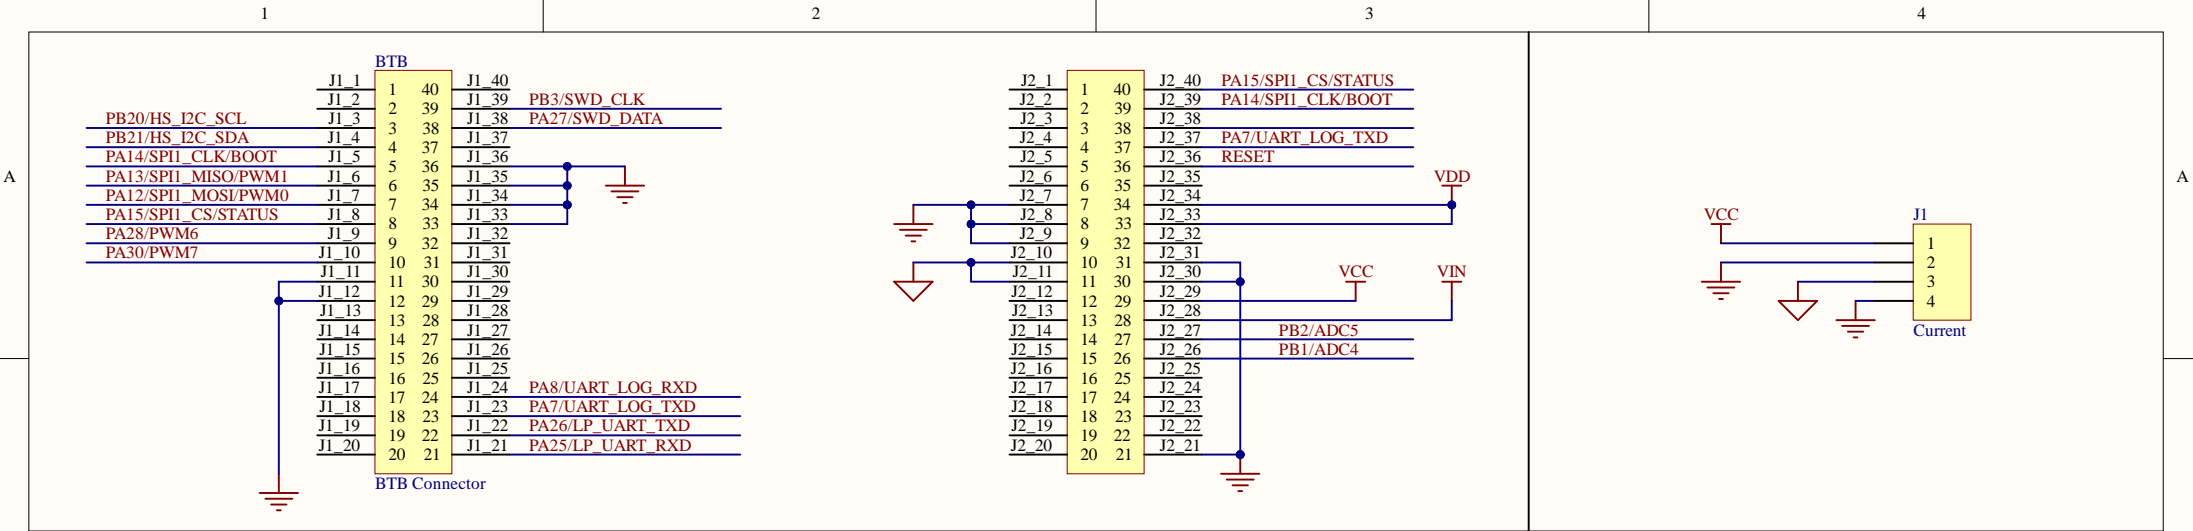 1 2 3 4
A A
BTB
J1_1 1 40 J1_40
J1_2 2 39 J1_39 PB3/SWD_CLK
PB20/HS_I2C_SCL J1_3 3 38 J1_38 PA27/SWD_DATA
PB21/HS_I2C_SDA J1_4 4 37 J1_37
PA14/SPI1_CLK/BOOT J1_5 5 36 J1_36
PA13/SPI1_MISO/PWM1 J1_6 6 35 J1_35
PA12/SPI1_MOSI/PWM0 J1_7 7 34 J1_34
PA15/SPI1_CS/STATUS J1_8 8 33 J1_33
PA28/PWM6 J1_9 9 32 J1_32
PA30/PWM7 J1_10 10 31 J1_31
J1_11 11 30 J1_30
J1_12 12 29 J1_29
J1_13 13 28 J1_28
J1_14 14 27 J1_27
J1_15 15 26 J1_26
J1_16 16 25 J1_25
J1_17 17 24 J1_24 PA8/UART_LOG_RXD
J1_18 18 23 J1_23 PA7/UART_LOG_TXD
J1_19 19 22 J1_22 PA26/LP_UART_TXD
J1_20 20 21 J1_21 PA25/LP_UART_RXD
BTB Connector
J2_1 1 40 J2_40 PA15/SPI1_CS/STATUS
J2_2 2 39 J2_39 PA14/SPI1_CLK/BOOT
J2_3 3 38 J2_38
J2_4 4 37 J2_37 PA7/UART_LOG_TXD
J2_5 5 36 J2_36 RESET
J2_6 6 35 J2_35 VDD
J2_7 7 34 J2_34
J2_8 8 33 J2_33
J2_9 9 32 J2_32
J2_10 10 31 J2_31
J2_11 11 30 J2_30 VCC VIN
J2_12 12 29 J2_29
J2_13 13 28 J2_28
J2_14 14 27 J2_27 PB2/ADC5
J2_15 15 26 J2_26 PB1/ADC4
J2_16 16 25 J2_25
J2_17 17 24 J2_24
J2_18 18 23 J2_23
J2_19 19 22 J2_22
J2_20 20 21 J2_21
VCC J1
1
2
3
4
Current